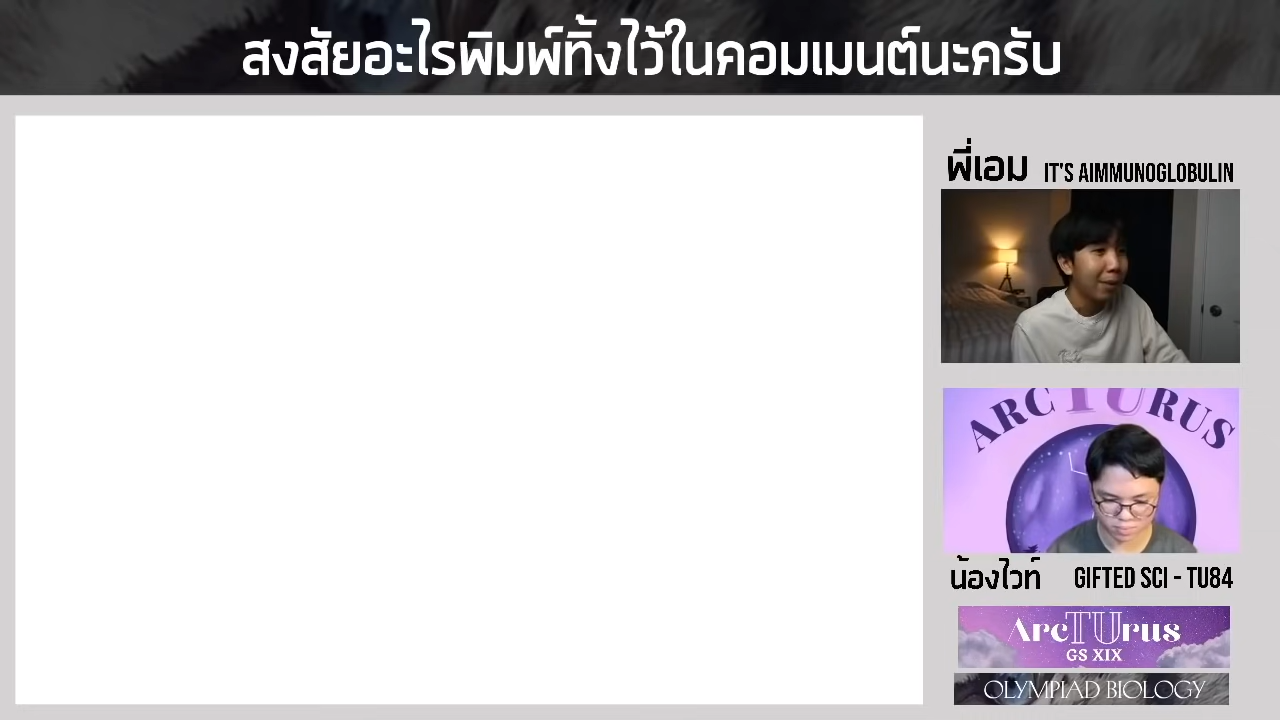 สงสัยอะไรพิมพ์ทิ้งไว้ในคอมเมนต์นะครับ
พี่เอม IT'S AIMMUNOGLOBULIN
ARCTURUS
น้องไวท์ GIFTED SCI - TU84
ArcTUrus
GS XIX
OLYMPIAD BIOLOGY